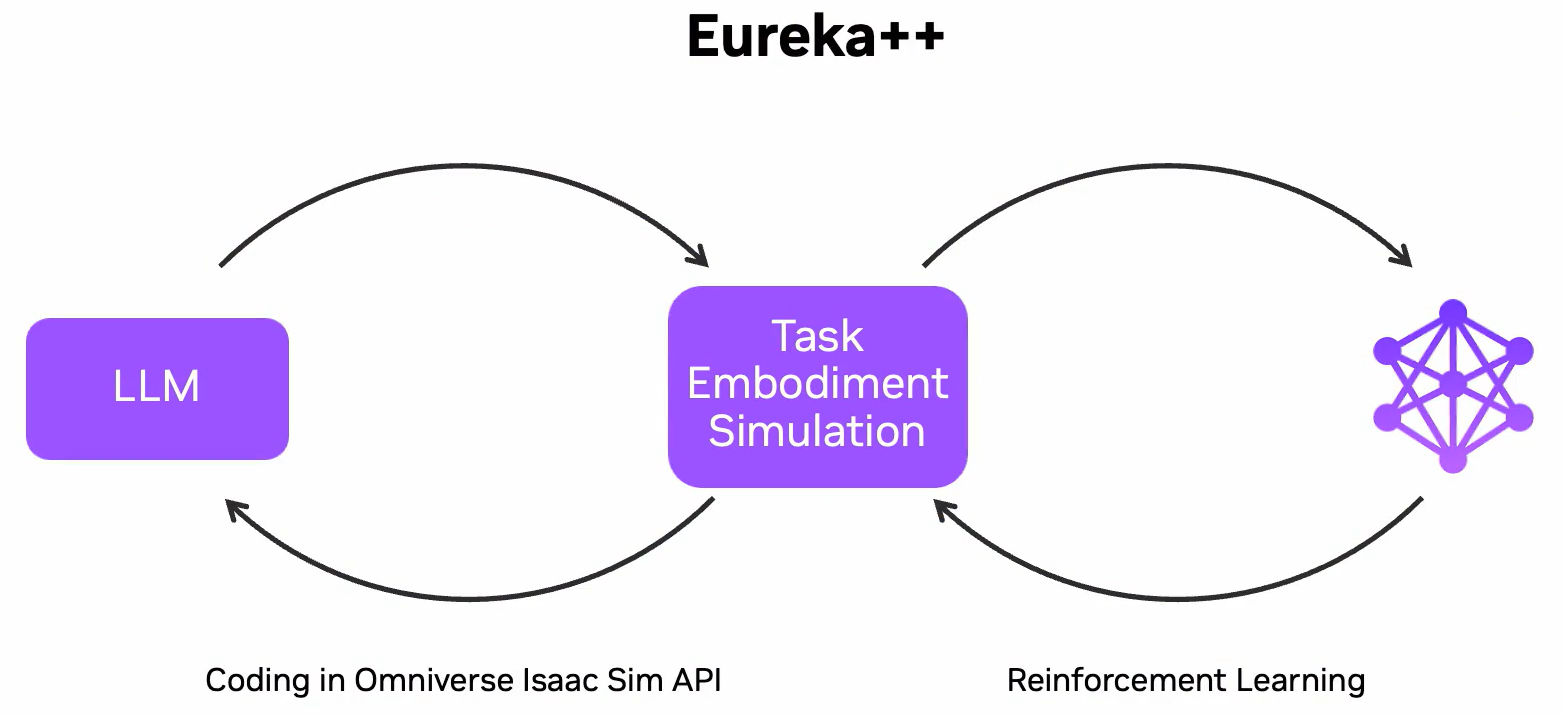 Eureka++
LLM
Task
Embodiment
Simulation
Coding in Omniverse Isaac Sim API
Reinforcement Learning